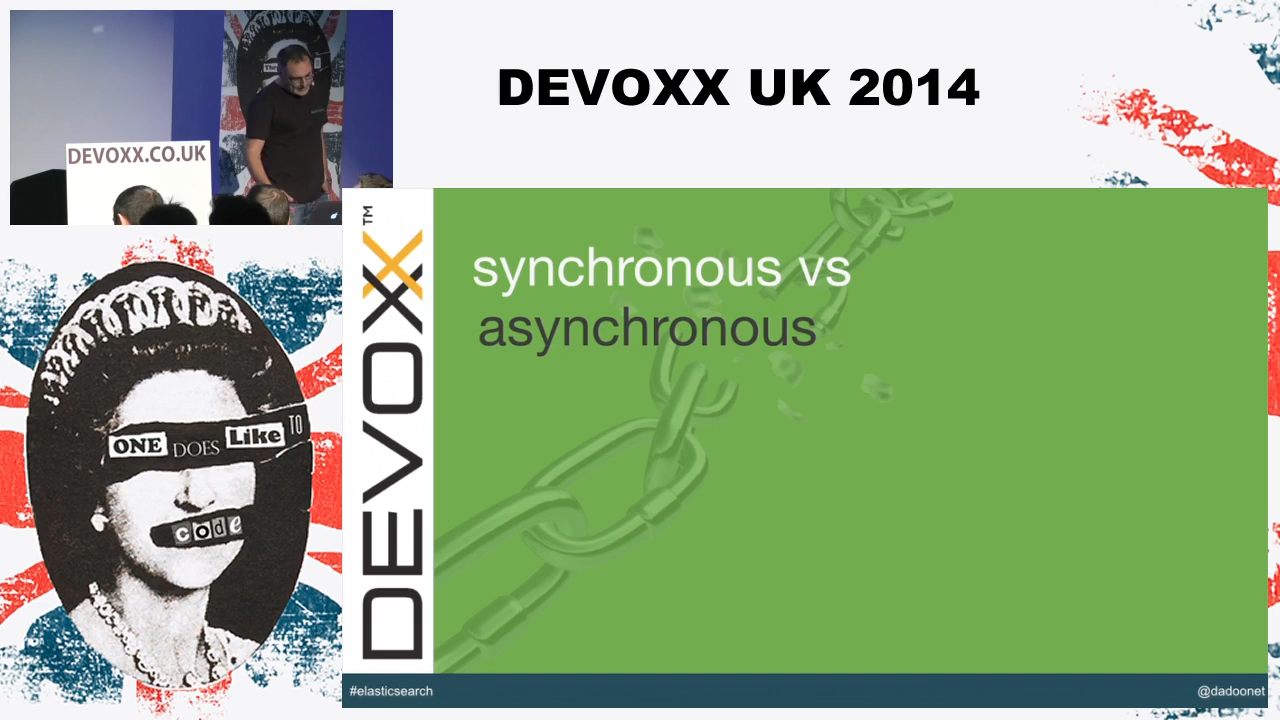 DEVOXX UK 2014
DEVOXX.CO.UK
DEVOXX™
synchronous vs
asynchronous
ONE DOES Like TO
code
#elasticsearch
@dadoonet